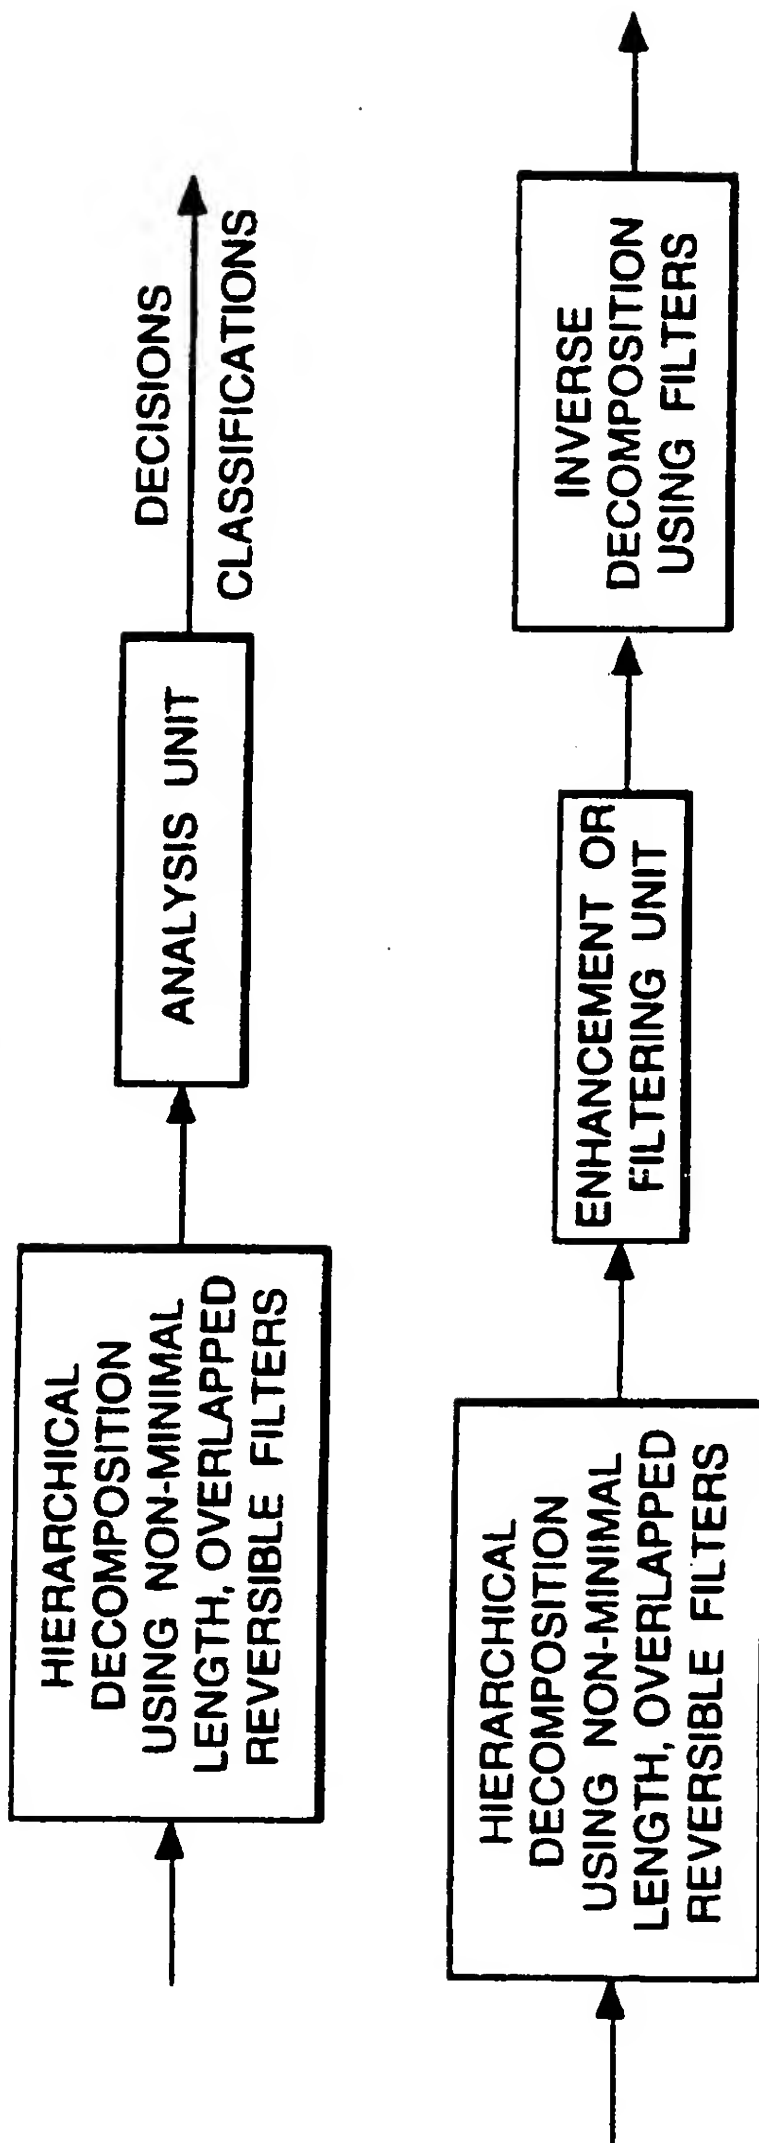 HIERARCHICAL
DECOMPOSITION
USING NON-MINIMAL
LENGTH, OVERLAPPED
REVERSIBLE FILTERS
ANALYSIS UNIT
DECISIONS
CLASSIFICATIONS
HIERARCHICAL
DECOMPOSITION
USING NON-MINIMAL
LENGTH, OVERLAPPED
REVERSIBLE FILTERS
ENHANCEMENT OR
FILTERING UNIT
INVERSE
DECOMPOSITION
USING FILTERS